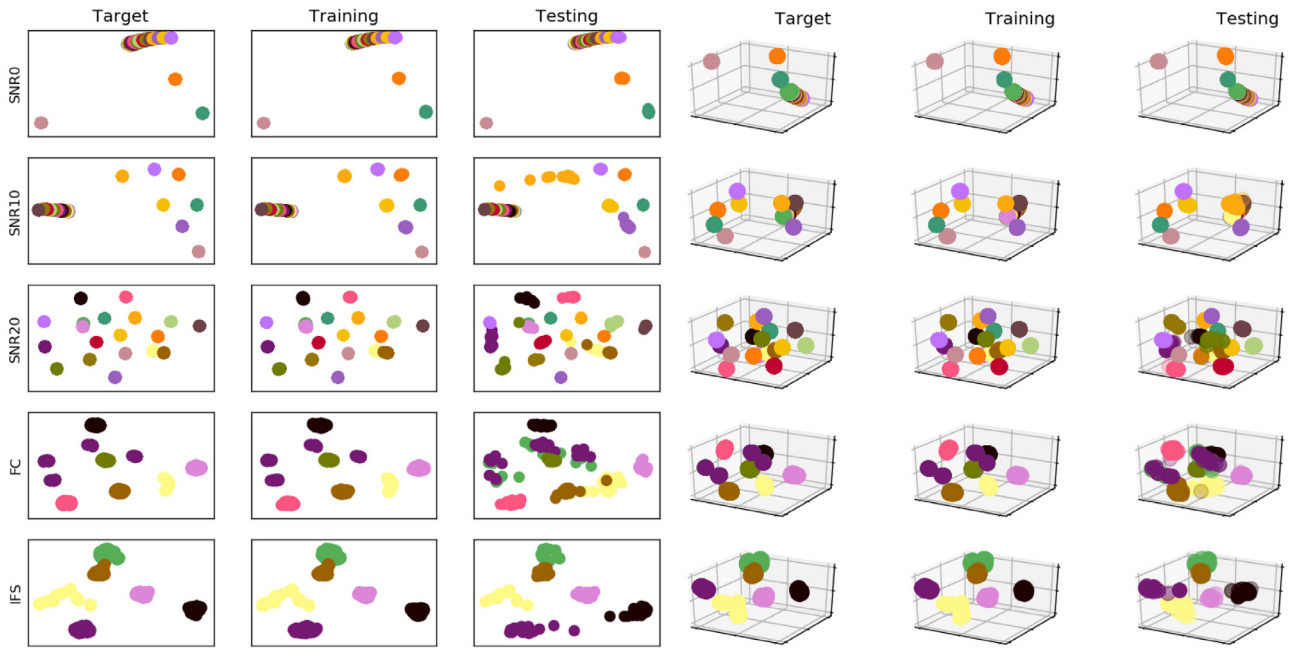 Target Training Testing Target Training Testing
SNR0
SNR10
SNR20
FC
IFS